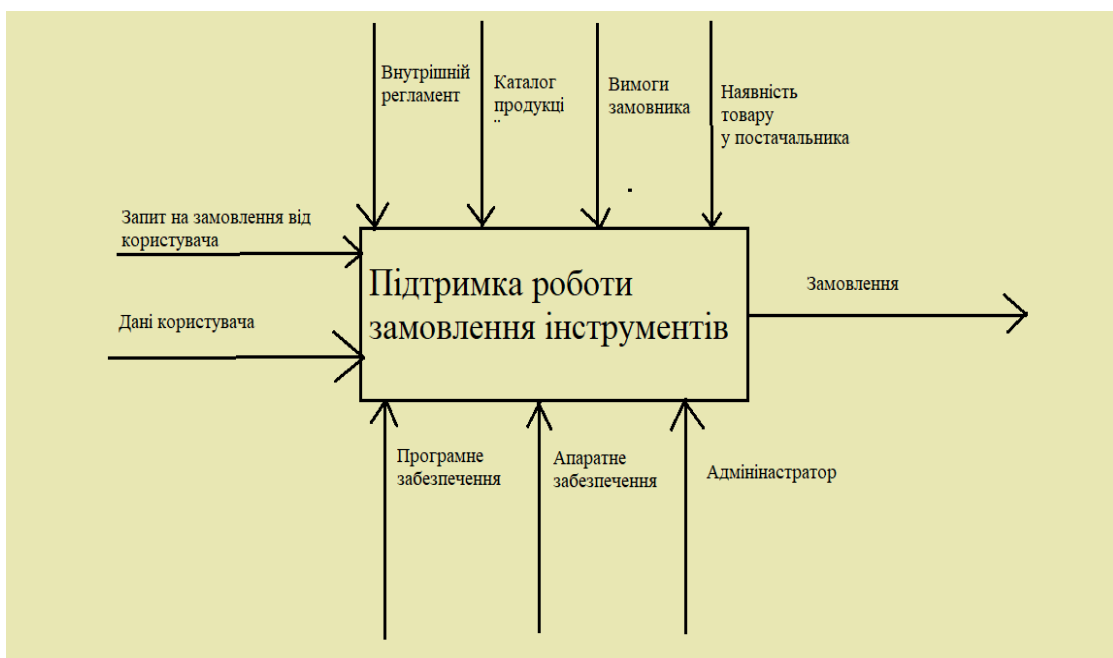 Внутрішній
регламент
Каталог
продукці
ї
Вимоги
замовника
Наявність
товару
у постачальника
Запит на замовлення від
користувача
Підтримка роботи
замовлення інструментів
Замовлення
Дані користувача
Програмне
забезпечення
Апаратне
забезпечення
Адмінінастратор